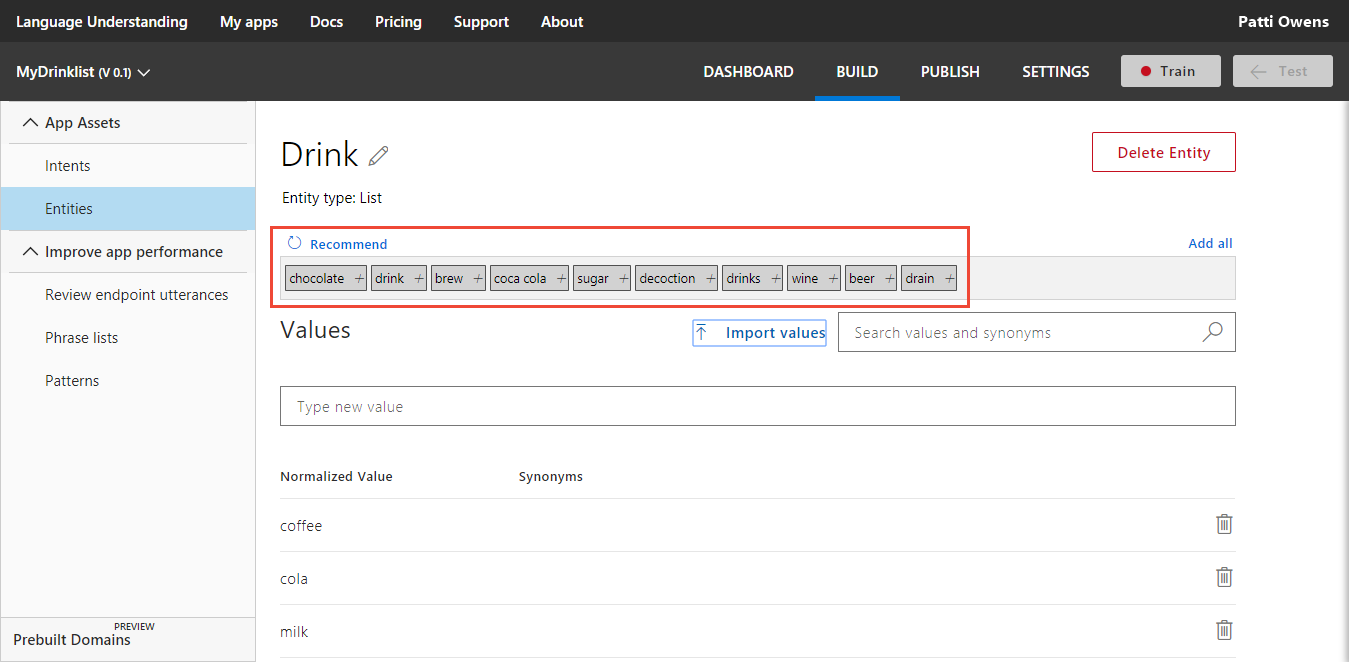 Language Understanding My apps Docs Pricing Support About Patti Owens
MyDrinklist (V 0.1) DASHBOARD BUILD PUBLISH SETTINGS Train Test
App Assets
Intents
Entities
Improve app performance
Review endpoint utterances
Phrase lists
Patterns
PREVIEW
Prebuilt Domains
Drink Delete Entity
Entity type: List
Recommend Add all
chocolate + drink + brew + coca cola + sugar + decoction + drinks + wine + beer + drain +
Values Import values Search values and synonyms
Type new value
Normalized Value Synonyms
coffee
cola
milk